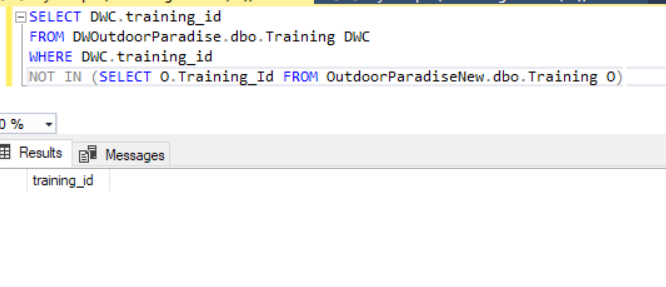 SELECT DWC.training_id
FROM DWOutdoorParadise.dbo.Training DWC
WHERE DWC.training_id
NOT IN (SELECT O.Training_Id FROM OutdoorParadiseNew.dbo.Training O)
0 %
Results Messages
training_id